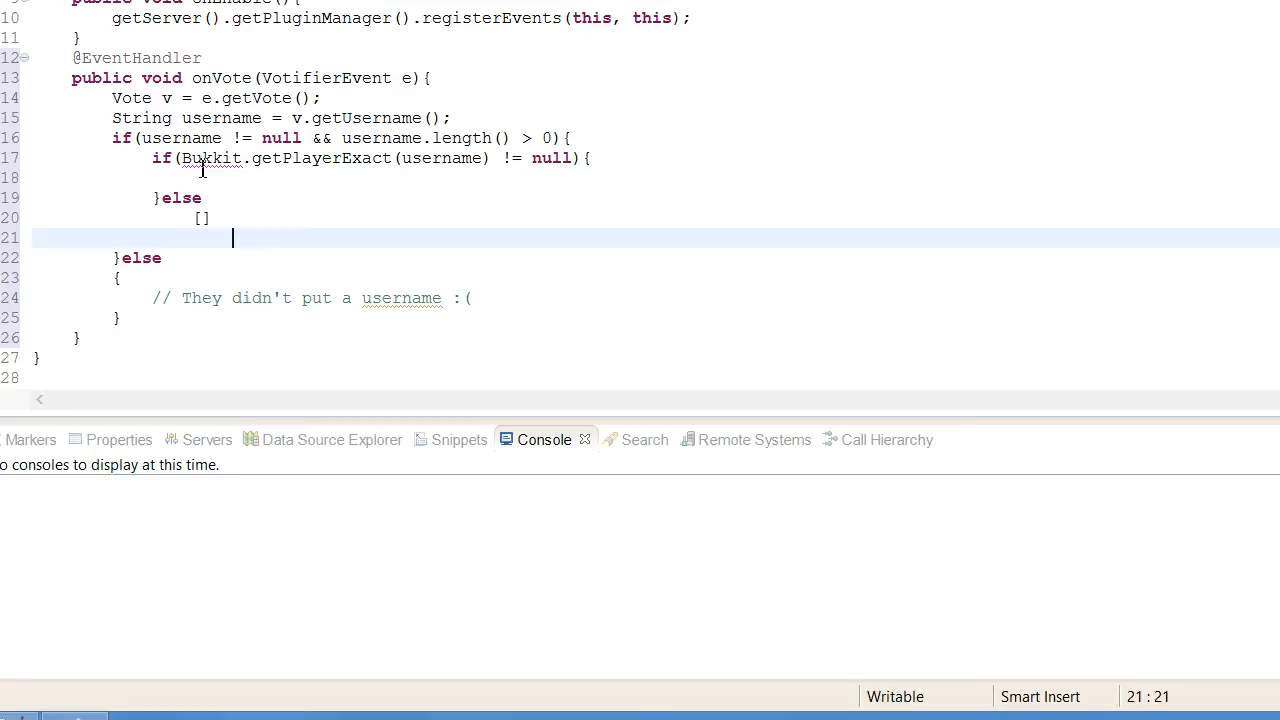 public void onEnable(){
10 getServer().getPluginManager().registerEvents(this, this);
11 }
12 @EventHandler
13 public void onVote(VotifierEvent e){
14 Vote v = e.getVote();
15 String username = v.getUsername();
16 if(username != null && username.length() > 0){
17 if(Bukkit.getPlayerExact(username) != null){
18
19 }else
20 []
21
22 }else
23 {
24 // They didn't put a username :(
25 }
26 }
27 }
28
Markers Properties Servers Data Source Explorer Snippets Console Search Remote Systems Call Hierarchy
o consoles to display at this time.
Writable Smart Insert 21 : 21